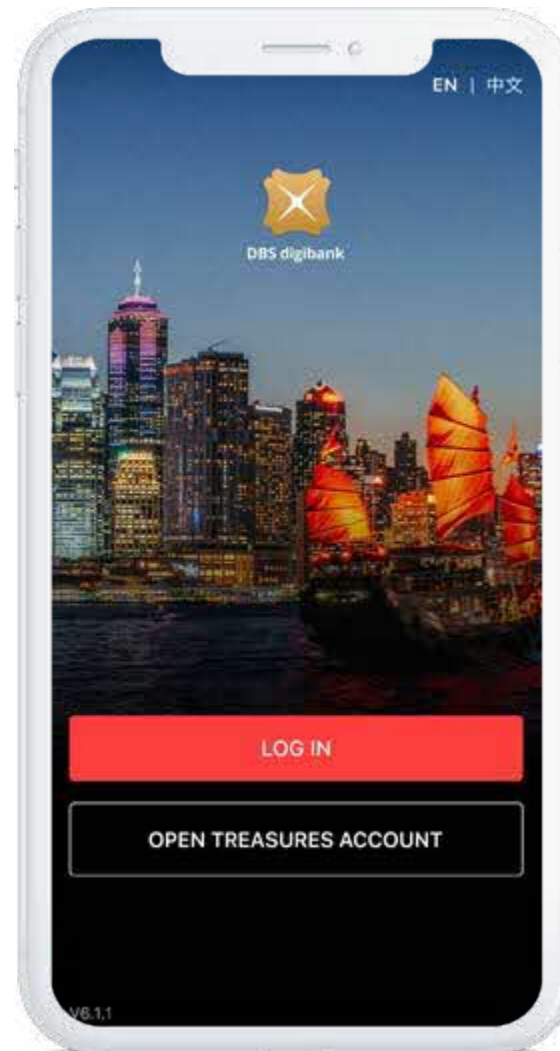 EN | 中文
DBS digibank
LOG IN
OPEN TREASURES ACCOUNT
V6.1.1